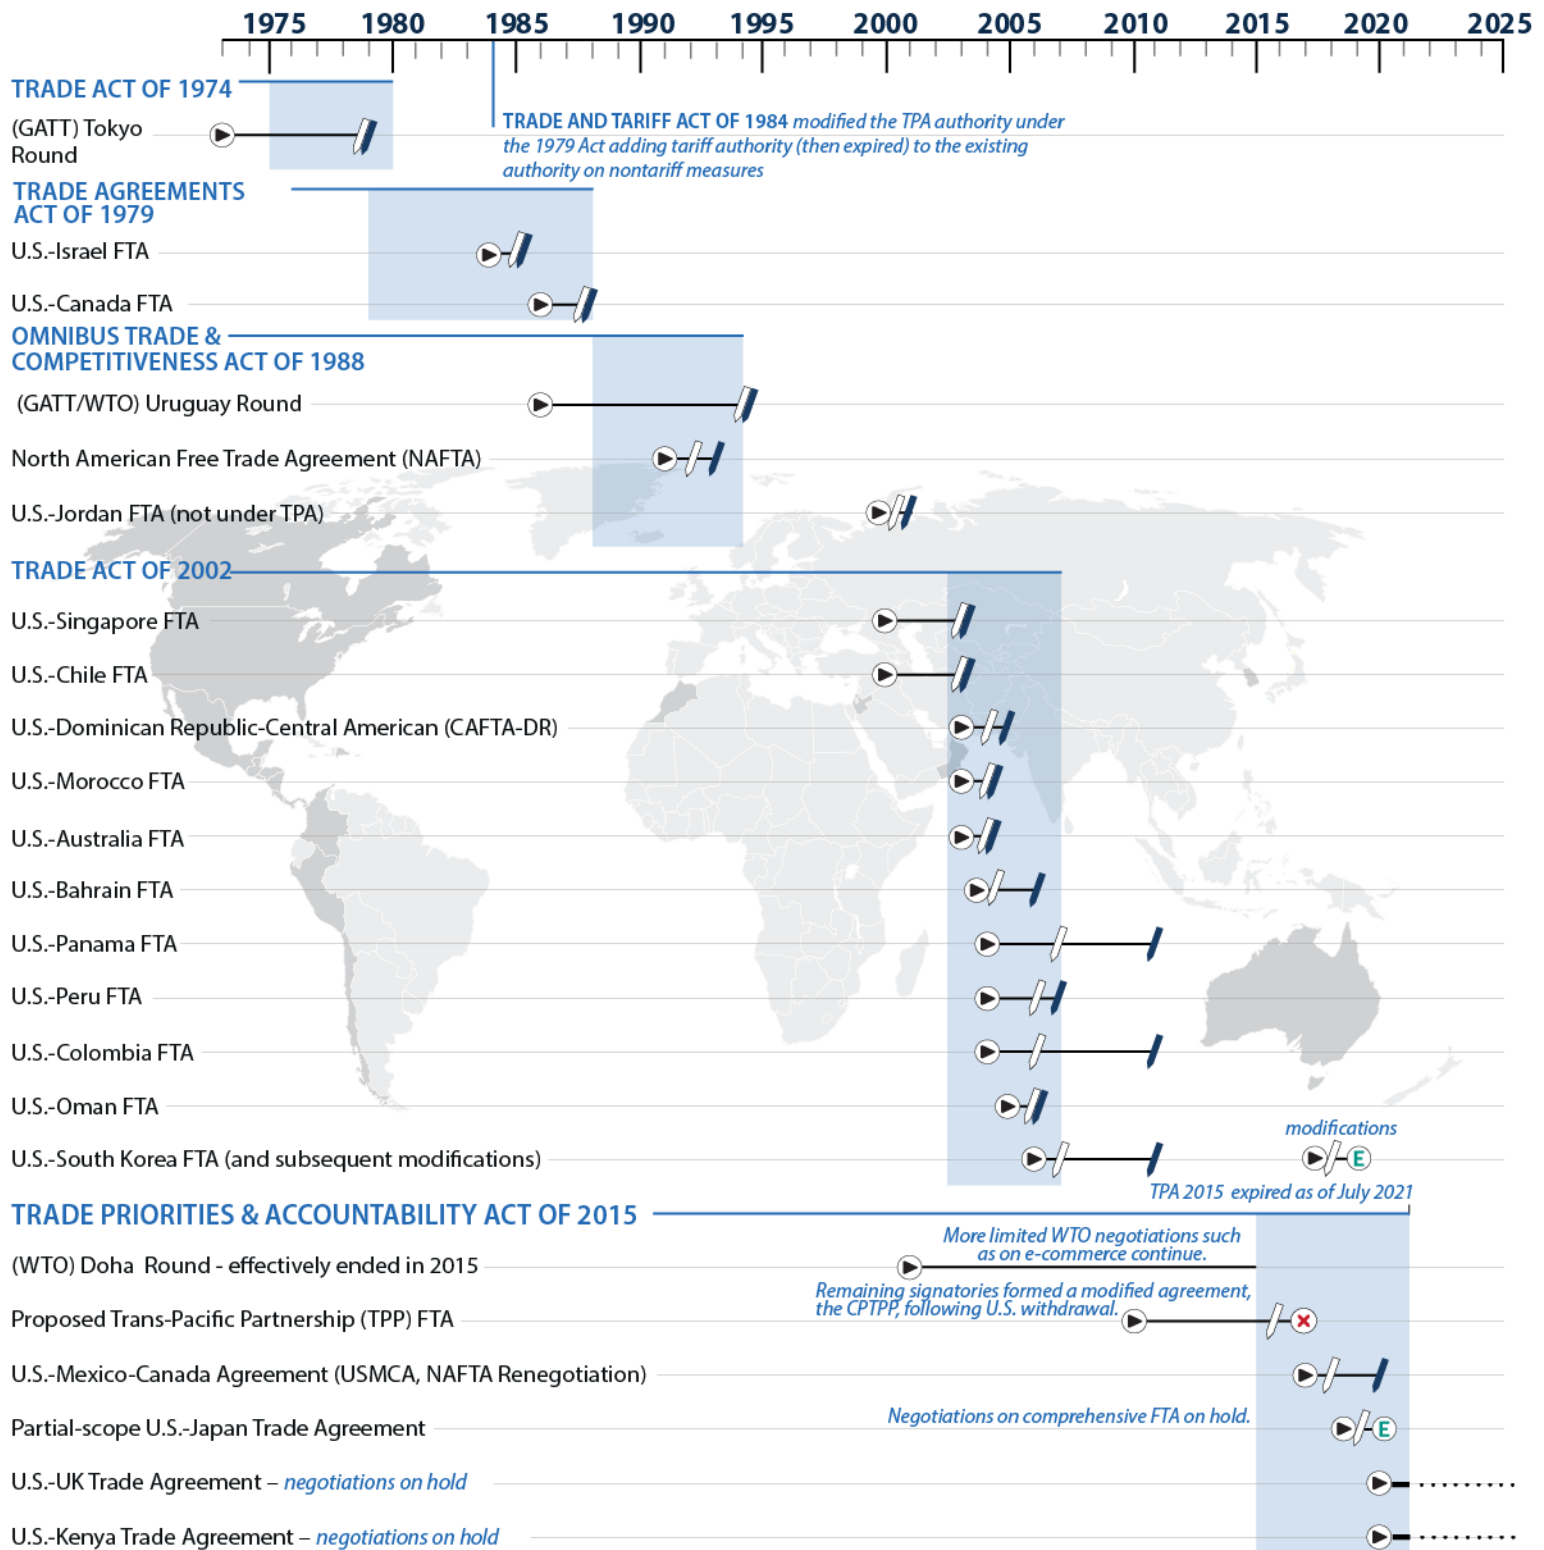 1975 1980 1985 1990 1995 2000 2005 2010 2015 2020 2025
TRADE ACT OF 1974
(GATT) Tokyo
Round
TRADE AND TARIFF ACT OF 1984 modified the TPA authority under
the 1979 Act adding tariff authority (then expired) to the existing
authority on nontariff measures
TRADE AGREEMENTS
ACT OF 1979
U.S.-Israel FTA
U.S.-Canada FTA
OMNIBUS TRADE &
COMPETITIVENESS ACT OF 1988
(GATT/WTO) Uruguay Round
North American Free Trade Agreement (NAFTA)
U.S.-Jordan FTA (not under TPA)
TRADE ACT OF 2002
U.S.-Singapore FTA
U.S.-Chile FTA
U.S.-Dominican Republic-Central American (CAFTA-DR)
U.S.-Morocco FTA
U.S.-Australia FTA
U.S.-Bahrain FTA
U.S.-Panama FTA
U.S.-Peru FTA
U.S.-Colombia FTA
U.S.-Oman FTA
modifications
U.S.-South Korea FTA (and subsequent modifications)
E
TPA 2015 expired as of July 2021
TRADE PRIORITIES & ACCOUNTABILITY ACT OF 2015
More limited WTO negotiations such
as on e-commerce continue.
(WTO) Doha Round - effectively ended in 2015
Remaining signatories formed a modified agreement,
the CPTPP, following U.S. withdrawal.
Proposed Trans-Pacific Partnership (TPP) FTA
U.S.-Mexico-Canada Agreement (USMCA, NAFTA Renegotiation)
Negotiations on comprehensive FTA on hold.
Partial-scope U.S.-Japan Trade Agreement
E
U.S.-UK Trade Agreement – negotiations on hold
U.S.-Kenya Trade Agreement – negotiations on hold